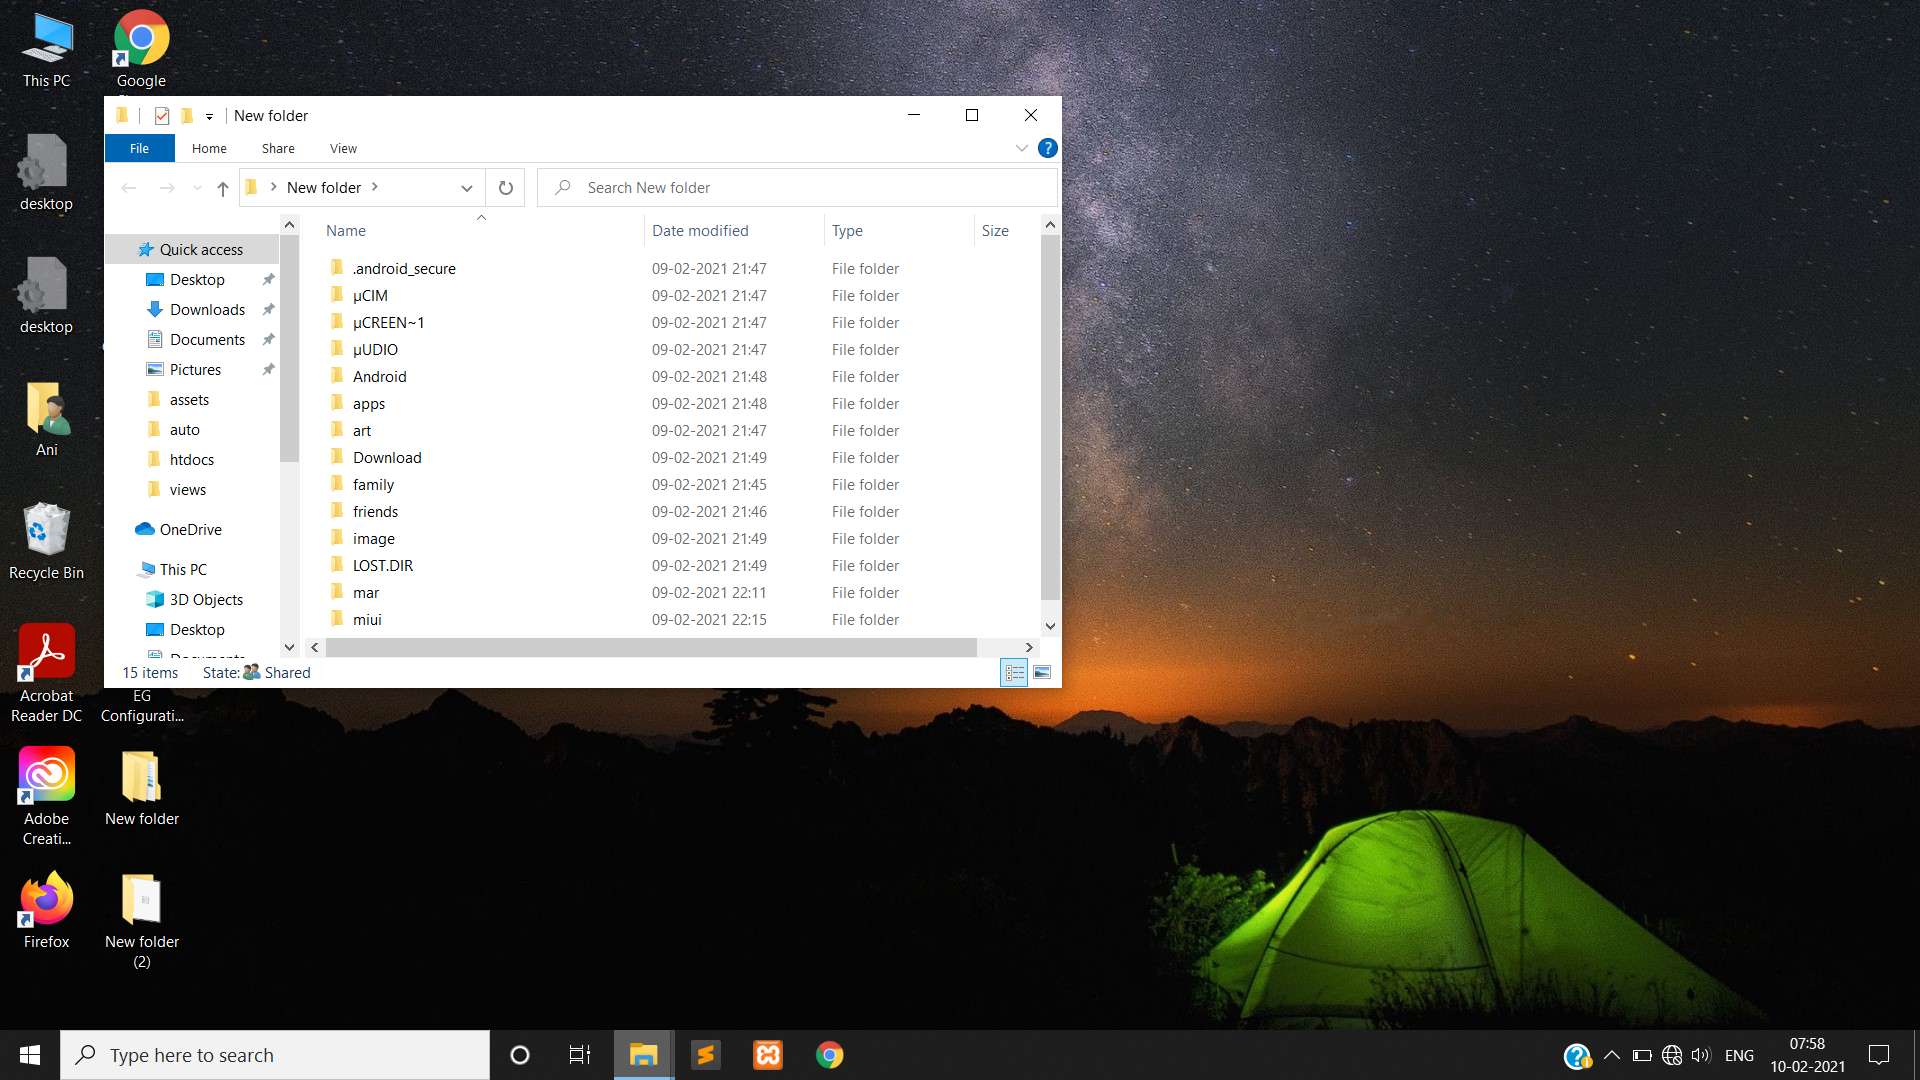 This PC
Google
desktop
desktop
Ani
Recycle Bin
Acrobat
Reader DC
EG
Configurati...
Adobe
Creati...
New folder
Firefox
New folder
(2)
New folder
File Home Share View
New folder
Search New folder
Name Date modified Type Size
Quick access
Desktop
Downloads
Documents
Pictures
assets
auto
htdocs
views
OneDrive
This PC
3D Objects
Desktop
Documents
.android_secure 09-02-2021 21:47 File folder
µCIM 09-02-2021 21:47 File folder
µCREEN~1 09-02-2021 21:47 File folder
µUDIO 09-02-2021 21:47 File folder
Android 09-02-2021 21:48 File folder
apps 09-02-2021 21:48 File folder
art 09-02-2021 21:47 File folder
Download 09-02-2021 21:49 File folder
family 09-02-2021 21:45 File folder
friends 09-02-2021 21:46 File folder
image 09-02-2021 21:49 File folder
LOST.DIR 09-02-2021 21:49 File folder
mar 09-02-2021 22:11 File folder
miui 09-02-2021 22:15 File folder
15 items State: Shared
Type here to search
ENG
07:58
10-02-2021